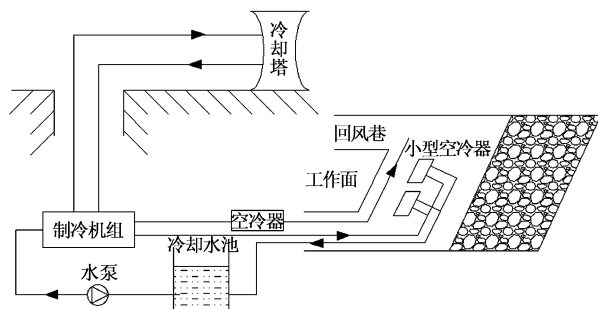 冷却塔
回风巷
小型空冷器
工作面
空冷器
制冷机组
冷却水池
水泵